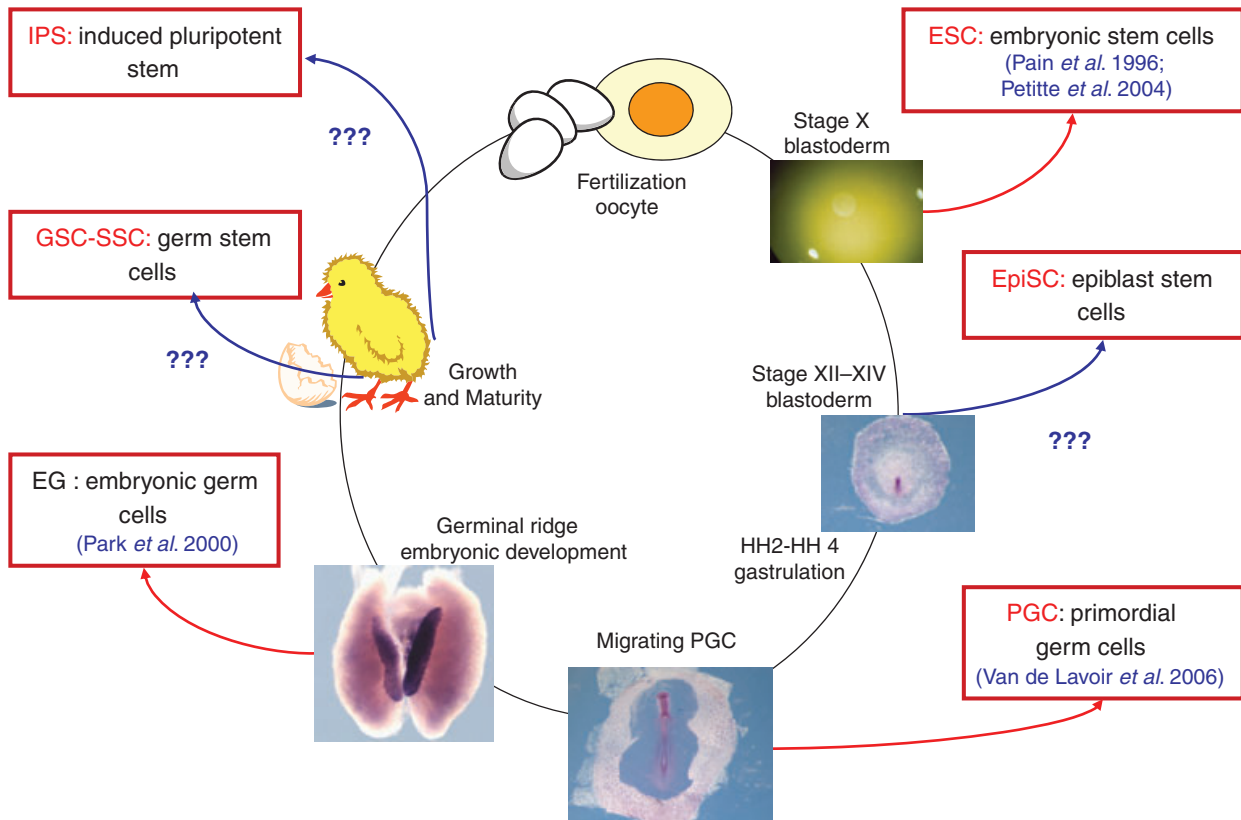 IPS: induced pluripotent
stem
???
GSC-SSC: germ stem
cells
???
EG : embryonic germ
cells
(Park et al. 2000)
Fertilization
oocyte
Stage X
blastoderm
ESC: embryonic stem cells
(Pain et al. 1996;
Petitte et al. 2004)
EpiSC: epiblast stem
cells
Stage XII–XIV
blastoderm
???
HH2-HH 4
gastrulation
PGC: primordial
germ cells
(Van de Lavoir et al. 2006)
Migrating PGC
Germinal ridge
embryonic development
Growth
and Maturity